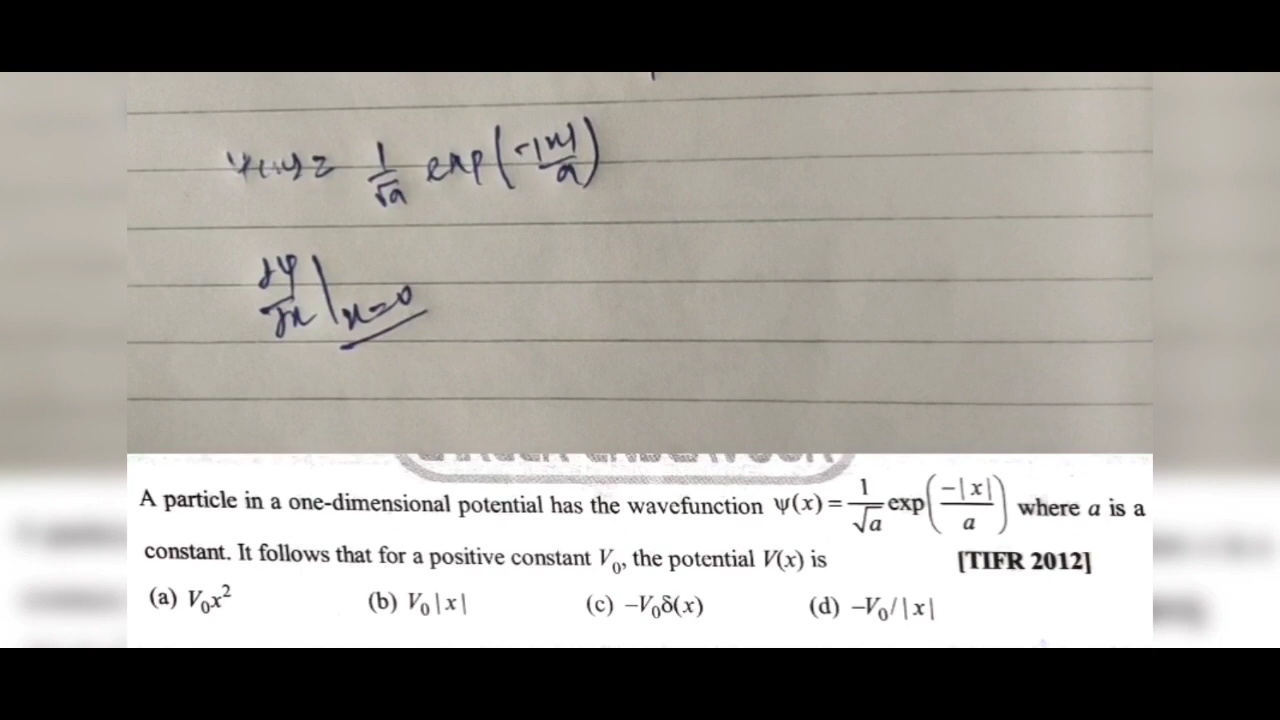 ψ(x) = 1/√a exp(-|x|/a)
dψ/dx|x=0
A particle in a one-dimensional potential has the wavefunction ψ(x) = 1/√a exp(-|x|/a) where a is a
constant. It follows that for a positive constant V₀, the potential V(x) is [TIFR 2012]
(a) V₀x² (b) V₀|x| (c) –V₀δ(x) (d) –V₀/|x|